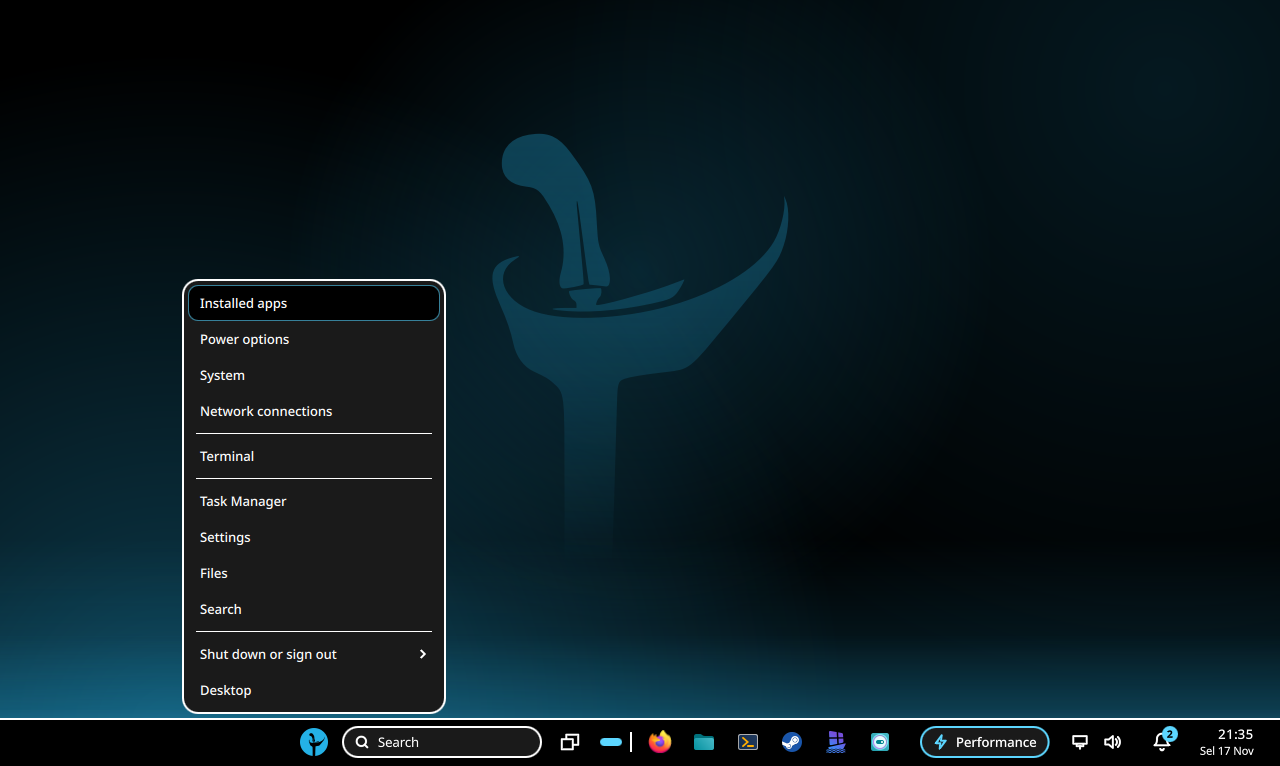 Installed apps
Power options
System
Network connections
Terminal
Task Manager
Settings
Files
Search
Shut down or sign out
Desktop
Search
Performance
2
21:35
Sel 17 Nov